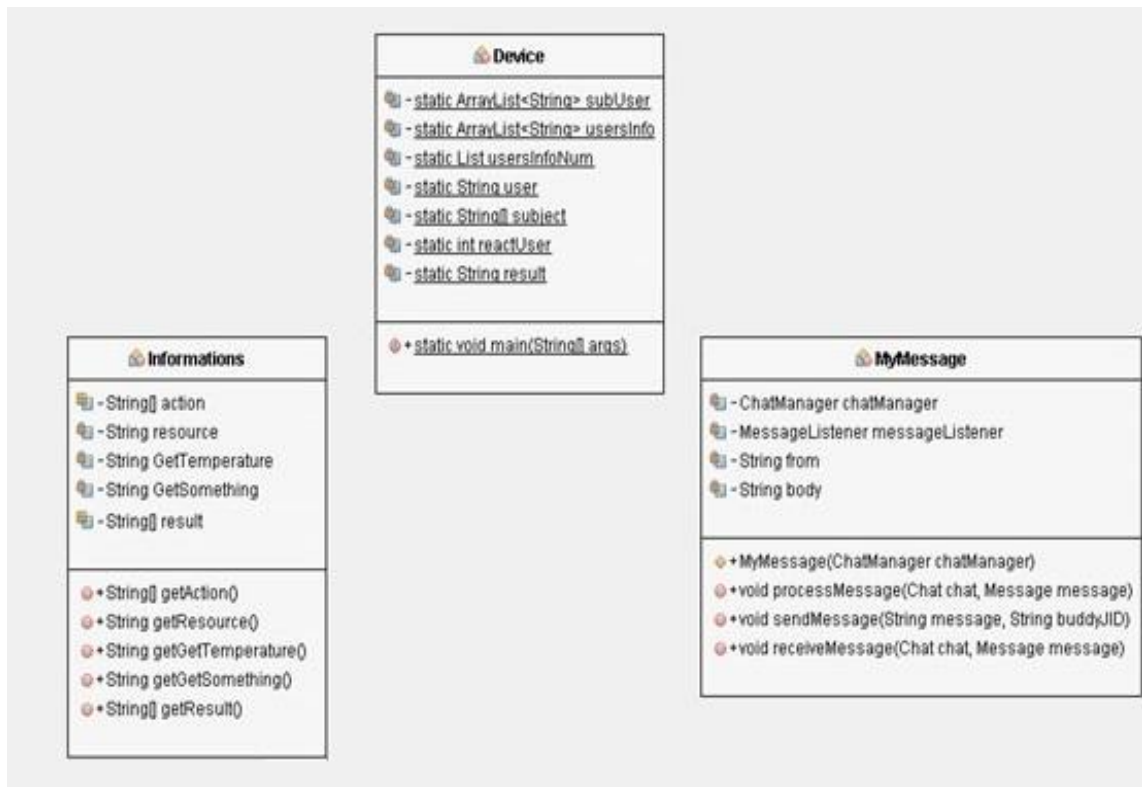 Device
- static ArrayList<String> subUser
- static ArrayList<String> usersInfo
- static List usersInfoNum
- static String user
- static String[] subject
- static int reactUser
- static String result
+ static void main(String[] args)
Informations
- String[] action
- String resource
- String GetTemperature
- String GetSomething
- String[] result
+ String[] getAction()
+ String getResource()
+ String getGetTemperature()
+ String getGetSomething()
+ String[] getResult()
MyMessage
- ChatManager chatManager
- MessageListener messageListener
- String from
- String body
+ MyMessage(ChatManager chatManager)
+ void processMessage(Chat chat, Message message)
+ void sendMessage(String message, String buddyJID)
+ void receiveMessage(Chat chat, Message message)